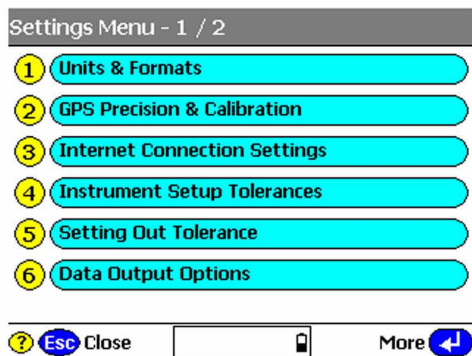 Settings Menu - 1 / 2
1 Units & Formats
2 GPS Precision & Calibration
3 Internet Connection Settings
4 Instrument Setup Tolerances
5 Setting Out Tolerance
6 Data Output Options
? Esc Close More